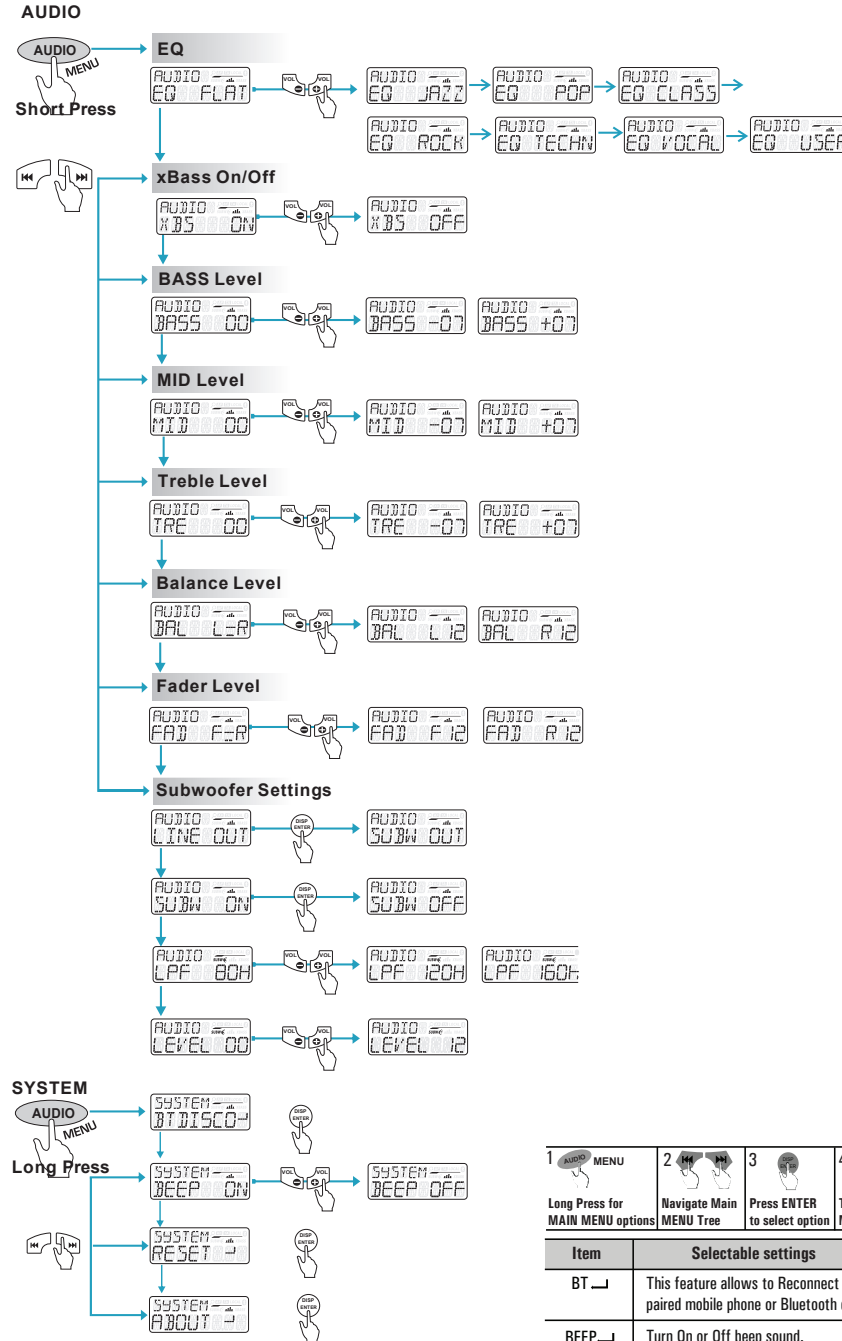 AUDIO
AUDIO
MENU
Short Press
EQ
AUDIO
EQ FLAT
VOL VOL
AUDIO
EQ JAZZ
AUDIO
EQ POP
AUDIO
EQ CLASS
AUDIO
EQ ROCK
AUDIO
EQ TECHN
AUDIO
EQ VOCAL
AUDIO
EQ USER
xBass On/Off
AUDIO
XBS ON
VOL VOL
AUDIO
XBS OFF
BASS Level
AUDIO
BASS 00
VOL VOL
AUDIO
BASS -07
AUDIO
BASS +07
MID Level
AUDIO
MID 00
VOL VOL
AUDIO
MID -07
AUDIO
MID +07
Treble Level
AUDIO
TRE 00
VOL VOL
AUDIO
TRE -07
AUDIO
TRE +07
Balance Level
AUDIO
BAL L=R
VOL VOL
AUDIO
BAL L 12
AUDIO
BAL R 12
Fader Level
AUDIO
FAD F=R
VOL VOL
AUDIO
FAD F 12
AUDIO
FAD R 12
Subwoofer Settings
AUDIO
LINE OUT
DISP
ENTER
AUDIO
SUBW OUT
AUDIO
SUBW ON
DISP
ENTER
AUDIO
SUBW OFF
AUDIO
LPF 80H
VOL VOL
AUDIO
LPF 120H
AUDIO
LPF 160H
AUDIO
LEVEL 00
VOL VOL
AUDIO
LEVEL 12
SYSTEM
AUDIO
MENU
Long Press
SYSTEM
BTDISCO
DISP
ENTER
SYSTEM
BEEP ON
VOL VOL
SYSTEM
BEEP OFF
SYSTEM
RESET
DISP
ENTER
SYSTEM
ABOUT
DISP
ENTER
1 AUDIO MENU
Long Press for
MAIN MENU options
2
Navigate Main
MENU Tree
3 DISP
ENTER
Press ENTER
to select option
4
Item Selectable settings
BT This feature allows to Reconnect
paired mobile phone or Bluetooth
BEEP Turn On or Off beep sound.